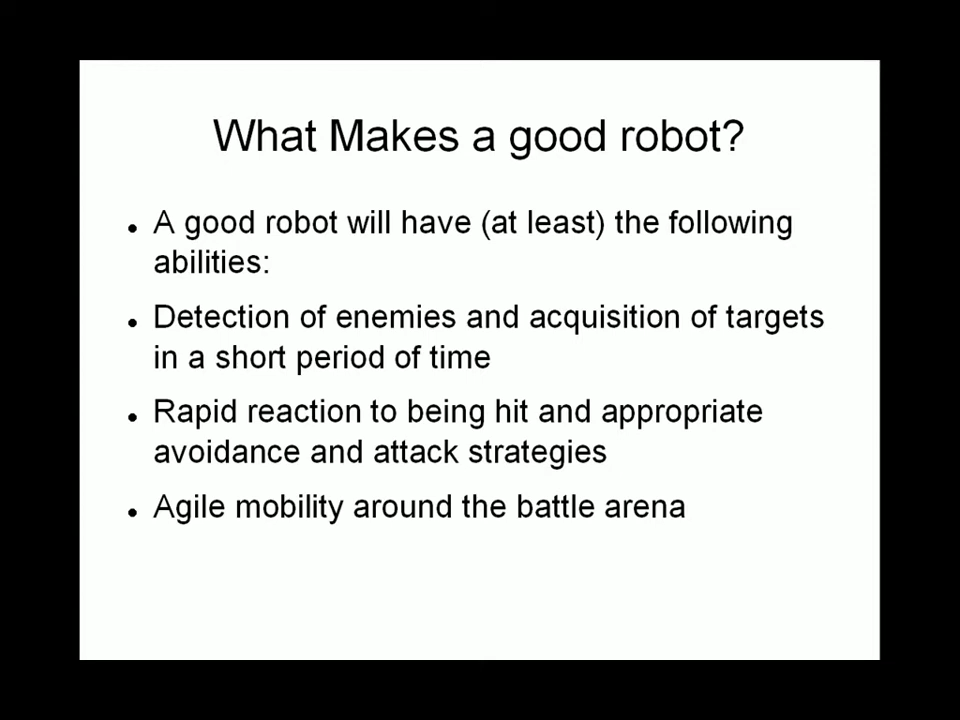 What Makes a good robot?
A good robot will have (at least) the following
abilities:
Detection of enemies and acquisition of targets
in a short period of time
Rapid reaction to being hit and appropriate
avoidance and attack strategies
Agile mobility around the battle arena